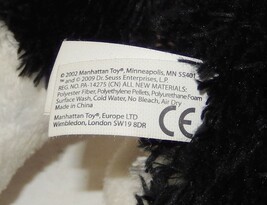 © 2002 Manhattan Toy®, Minneapolis, MN 55401
and © 2009 Dr. Seuss Enterprises, L.P.
REG. NO. PA-14275 (CN) ALL NEW MATERIALS:
Polyester Fiber, Polyethylene Pellets, Polyurethane Foam
Surface Wash, Cold Water, No Bleach, Air Dry
MADE IN CHINA
Manhattan Toy, Europe LTD
Wimbledon, London SW19 8DR
CE